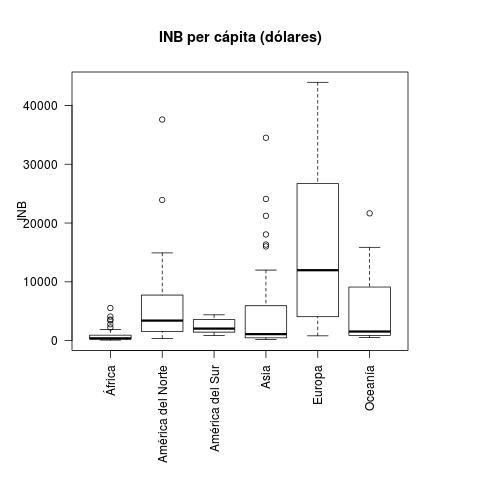 INB per cápita (dólares)
INB
40000
30000
20000
10000
0
África
América del Norte
América del Sur
Asia
Europa
Oceanía